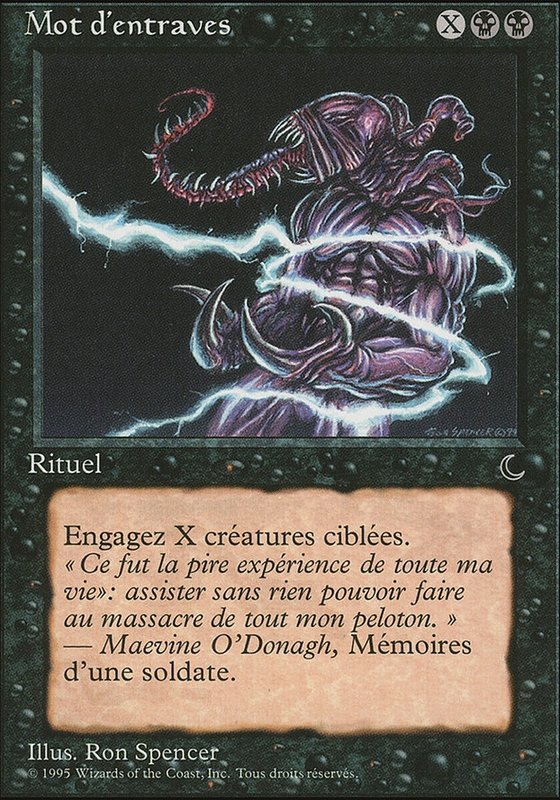 Mot d'entraves X
Rituel
Engagez X créatures ciblées.
« Ce fut la pire expérience de toute ma
vie»: assister sans rien pouvoir faire
au massacre de tout mon peloton. »
— Maevine O'Donagh, Mémoires
d'une soldate.
Illus. Ron Spencer
© 1995 Wizards of the Coast, Inc. Tous droits réservés.